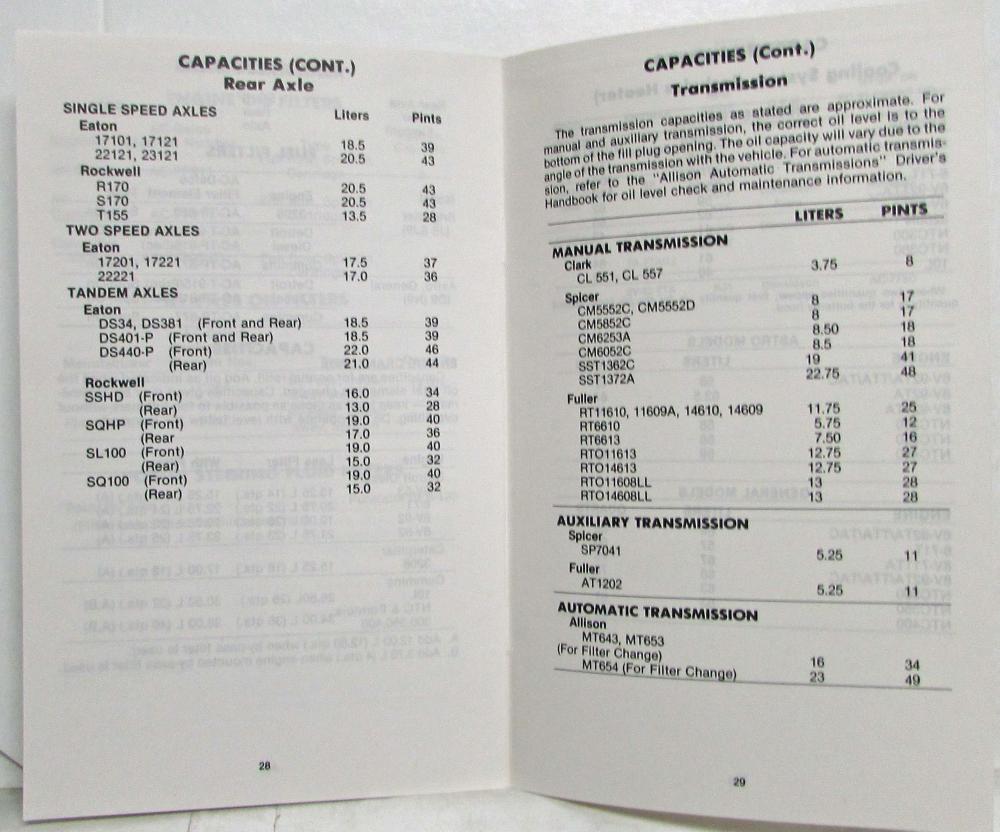 CAPACITIES (CONT.)
Rear Axle
Liters Pints
SINGLE SPEED AXLES
Eaton
17101, 17121 18.5 39
22121, 23121 20.5 43
Rockwell
R170 20.5 43
S170 20.5 43
T155 13.5 28
TWO SPEED AXLES
Eaton
17201, 17221 17.5 37
22221 17.0 36
TANDEM AXLES
Eaton
DS34, DS381 (Front and Rear) 18.5 39
DS401-P (Front and Rear) 18.5 39
DS440-P (Front) 22.0 46
(Rear) 21.0 44
Rockwell
SSHD (Front) 16.0 34
(Rear) 13.0 28
SQHP (Front) 19.0 40
(Rear 17.0 36
SL100 (Front) 19.0 40
(Rear) 15.0 32
SQ100 (Front) 19.0 40
(Rear) 15.0 32
28
CAPACITIES (Cont.)
Transmission
The transmission capacities as stated are approximate. For
manual and auxiliary transmission, the correct oil level is to the
bottom of the fill plug opening. The oil capacity will vary due to the
angle of the transmission with the vehicle. For automatic transmis-
sion, refer to the "Allison Automatic Transmissions" Driver's
Handbook for oil level check and maintenance information.
LITERS PINTS
MANUAL TRANSMISSION
Clark
CL 551, CL 557 3.75 8
Spicer
CM5552C, CM5552D 8 17
CM5852C 8 17
CM6253A 8.50 18
CM6052C 8.5 18
SST1362C 19 41
SST1372A 22.75 48
Fuller
RT11610, 11609A, 14610, 14609 11.75 25
RT6610 5.75 12
RT6613 7.50 16
RTO11613 12.75 27
RTO14613 12.75 27
RTO11608LL 13 28
RTO14608LL 13 28
AUXILIARY TRANSMISSION
Spicer
SP7041 5.25 11
Fuller
AT1202 5.25 11
AUTOMATIC TRANSMISSION
Allison
MT643, MT653
(For Filter Change) 16 34
MT654 (For Filter Change) 23 49
29